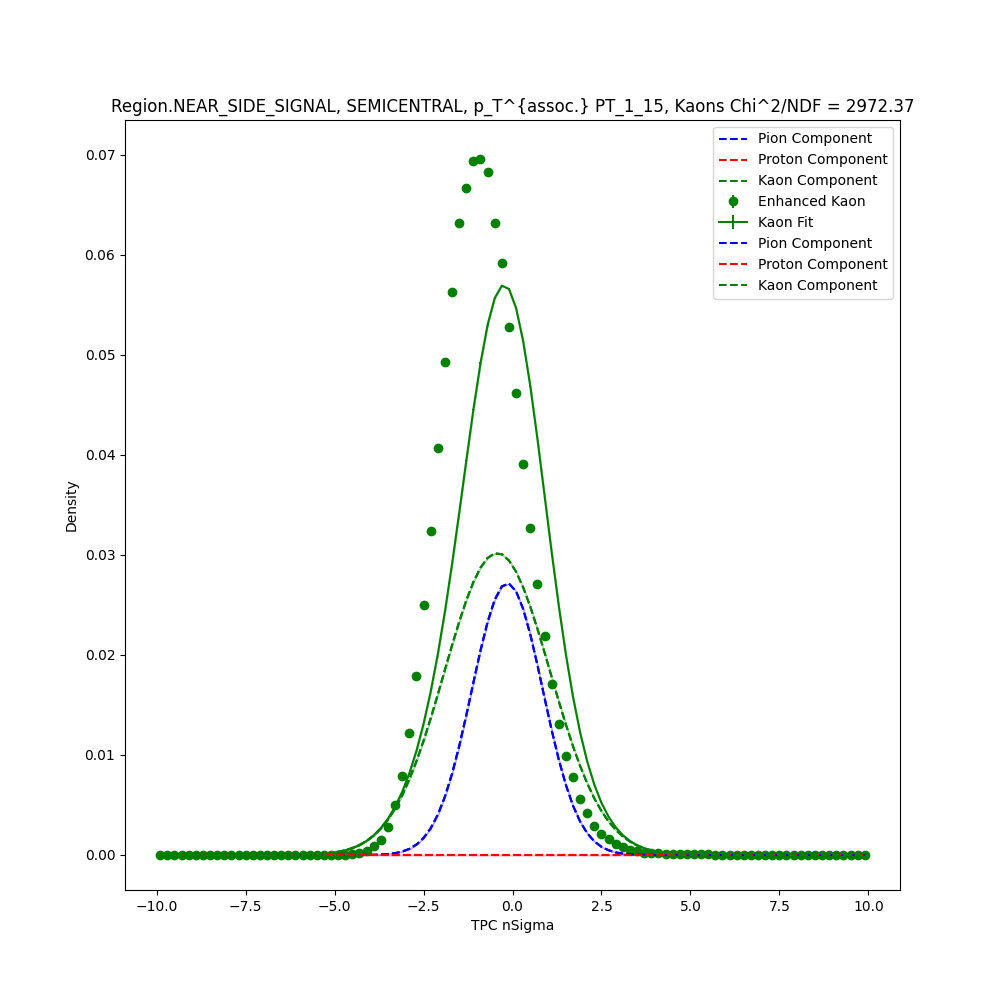 Region.NEAR_SIDE_SIGNAL, SEMICENTRAL, p_T^{assoc.} PT_1_15, Kaons Chi^2/NDF = 2972.37
Pion Component
Proton Component
Kaon Component
Enhanced Kaon
Kaon Fit
Pion Component
Proton Component
Kaon Component
0.07
0.06
0.05
0.04
0.03
0.02
0.01
0.00
Density
−10.0 −7.5 −5.0 −2.5 0.0 2.5 5.0 7.5 10.0
TPC nSigma